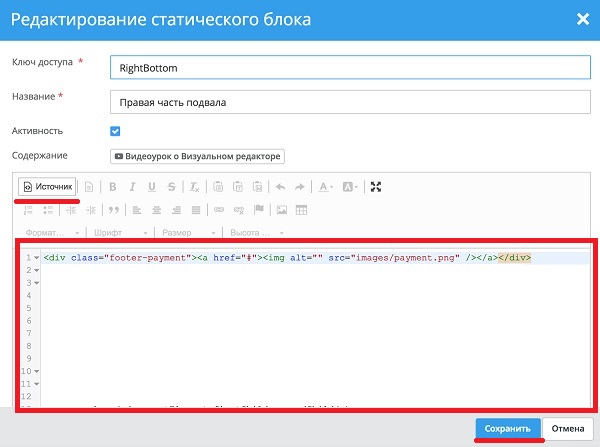 Редактирование статического блока
Ключ доступа *
RightBottom
Название *
Правая часть подвала
Активность
Содержание
Видеоурок о Визуальном редакторе
Источник
B I U S Tx
A A
Формат... Шрифт Размер Высота ...
1 <div class="footer-payment"><a href="#"><img alt="" src="images/payment.png" /></a></div>
2
3
4
5
6
7
8
9
10
11
12
Сохранить Отмена